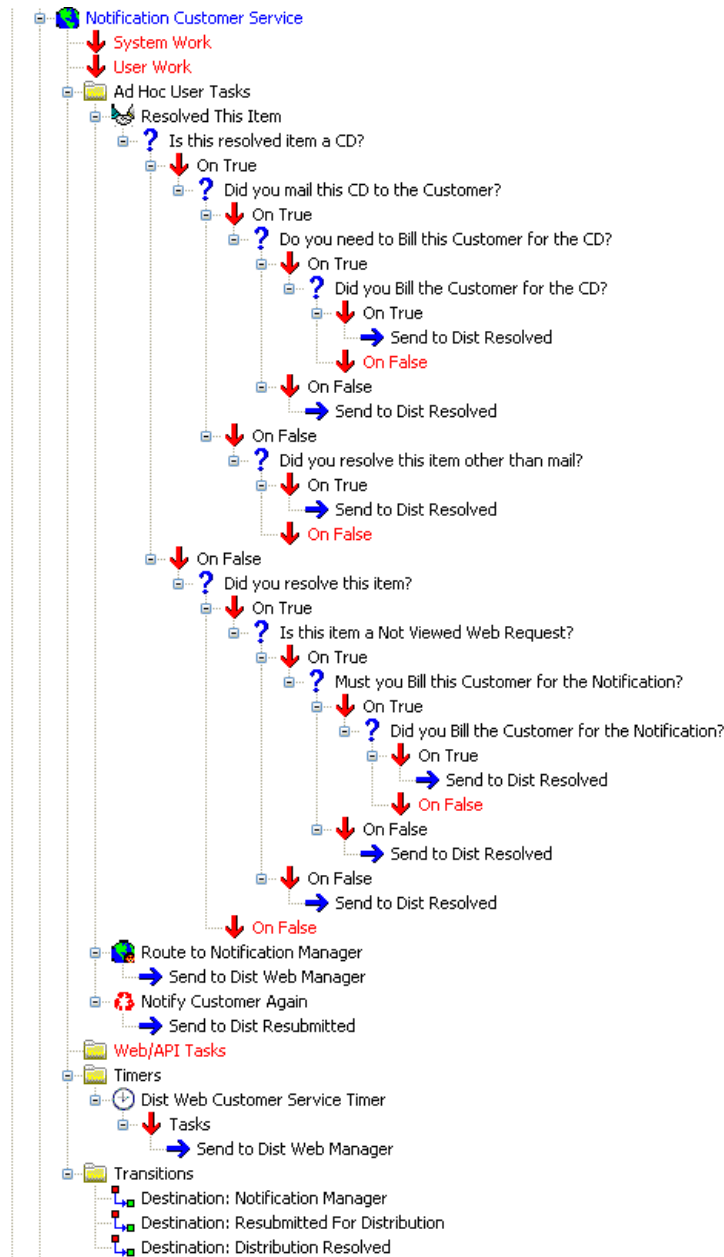 Notification Customer Service
System Work
User Work
Ad Hoc User Tasks
Resolved This Item
Is this resolved item a CD?
On True
Did you mail this CD to the Customer?
On True
Do you need to Bill this Customer for the CD?
On True
Did you Bill the Customer for the CD?
On True
Send to Dist Resolved
On False
On False
Send to Dist Resolved
On False
Did you resolve this item other than mail?
On True
Send to Dist Resolved
On False
On False
Did you resolve this item?
On True
Is this item a Not Viewed Web Request?
On True
Must you Bill this Customer for the Notification?
On True
Did you Bill the Customer for the Notification?
On True
Send to Dist Resolved
On False
On False
Send to Dist Resolved
On False
Send to Dist Resolved
On False
Route to Notification Manager
Send to Dist Web Manager
Notify Customer Again
Send to Dist Resubmitted
Web/API Tasks
Timers
Dist Web Customer Service Timer
Tasks
Send to Dist Web Manager
Transitions
Destination: Notification Manager
Destination: Resubmitted For Distribution
Destination: Distribution Resolved